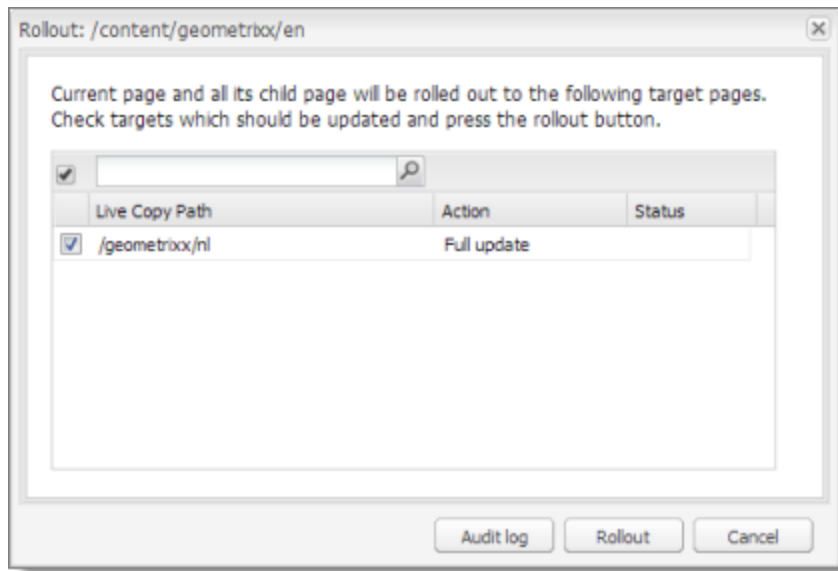 Rollout: /content/geometrixx/en
Current page and all its child page will be rolled out to the following target pages.
Check targets which should be updated and press the rollout button.
Live Copy Path Action Status
/geometrixx/nl Full update
Audit log Rollout Cancel